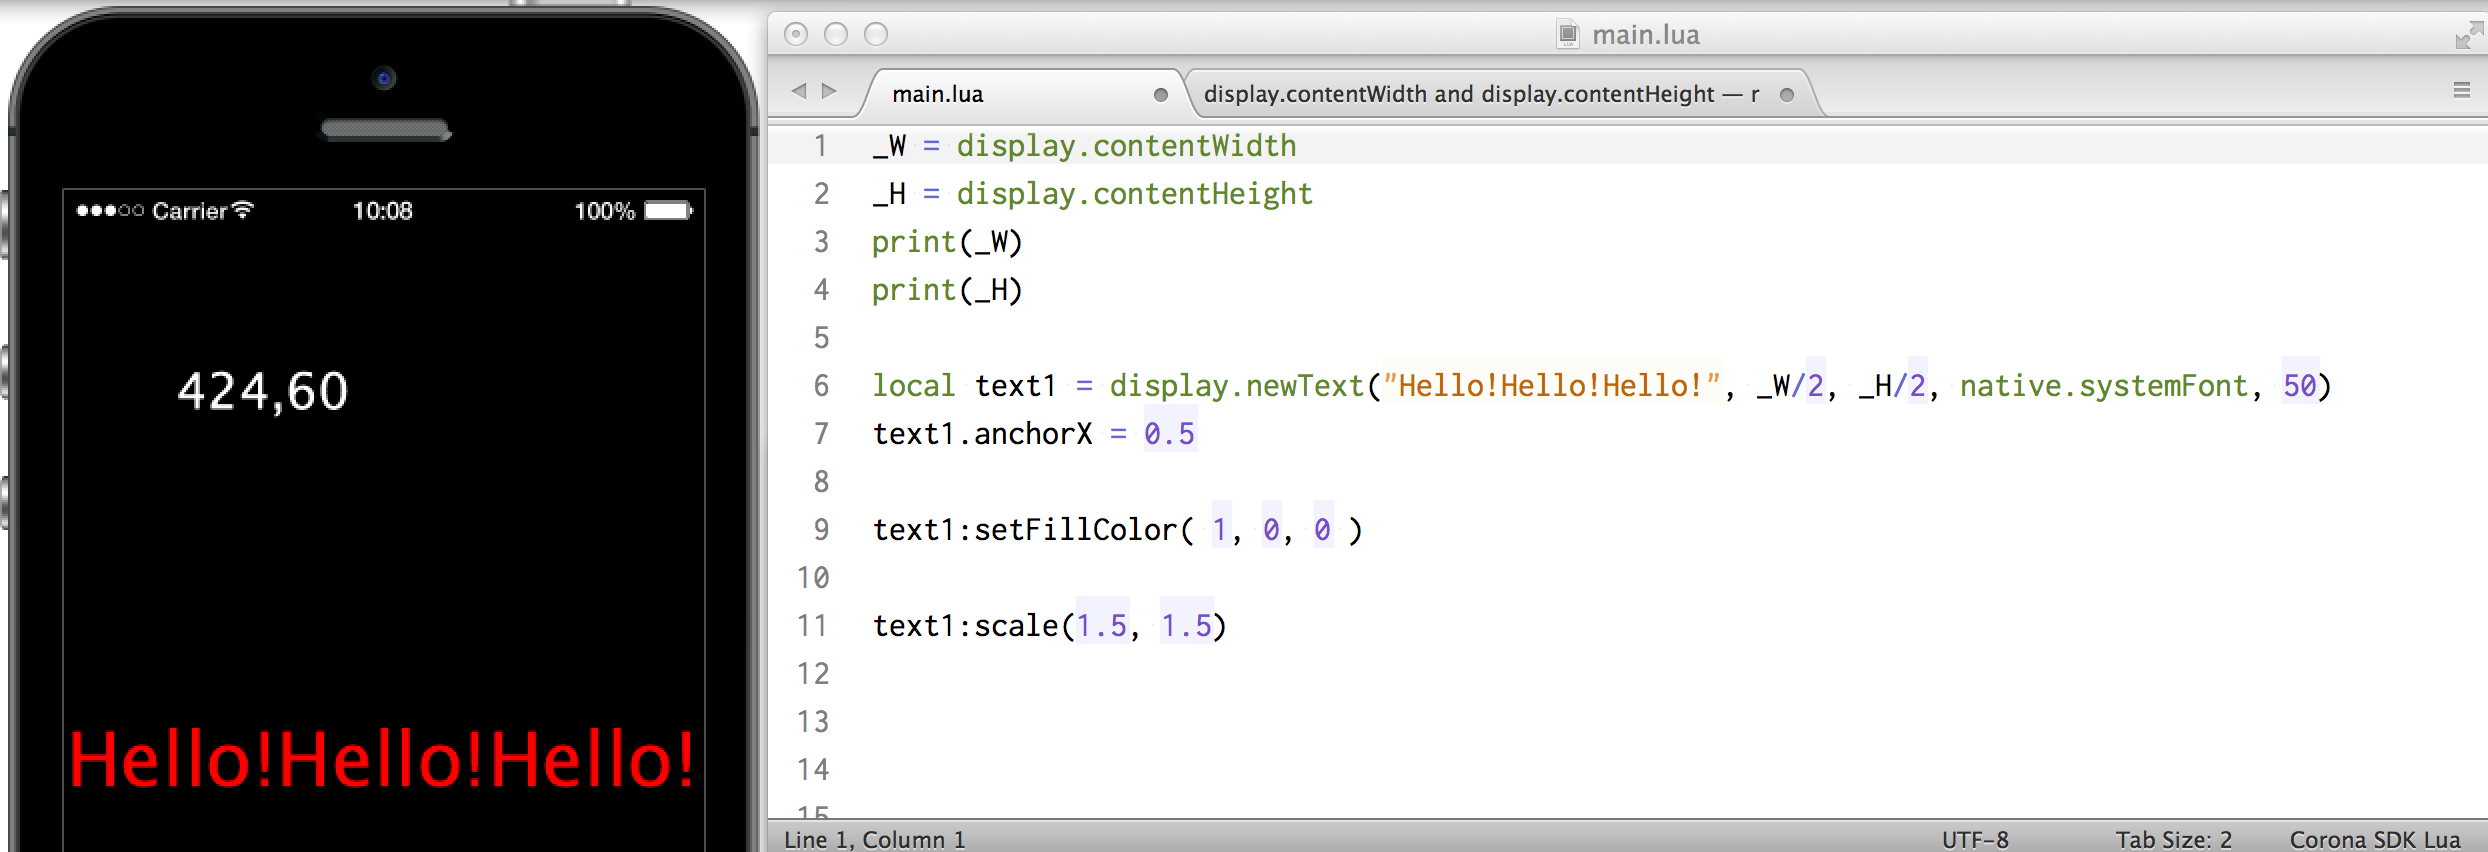 Carrier 10:08 100%
424,60
Hello!Hello!Hello!
main.lua
main.lua display.contentWidth and display.contentHeight — r
1 _W = display.contentWidth
2 _H = display.contentHeight
3 print(_W)
4 print(_H)
5
6 local text1 = display.newText("Hello!Hello!Hello!", _W/2, _H/2, native.systemFont, 50)
7 text1.anchorX = 0.5
8
9 text1:setFillColor( 1, 0, 0 )
10
11 text1:scale(1.5, 1.5)
12
13
14
15
Line 1, Column 1 UTF-8 Tab Size: 2 Corona SDK Lua